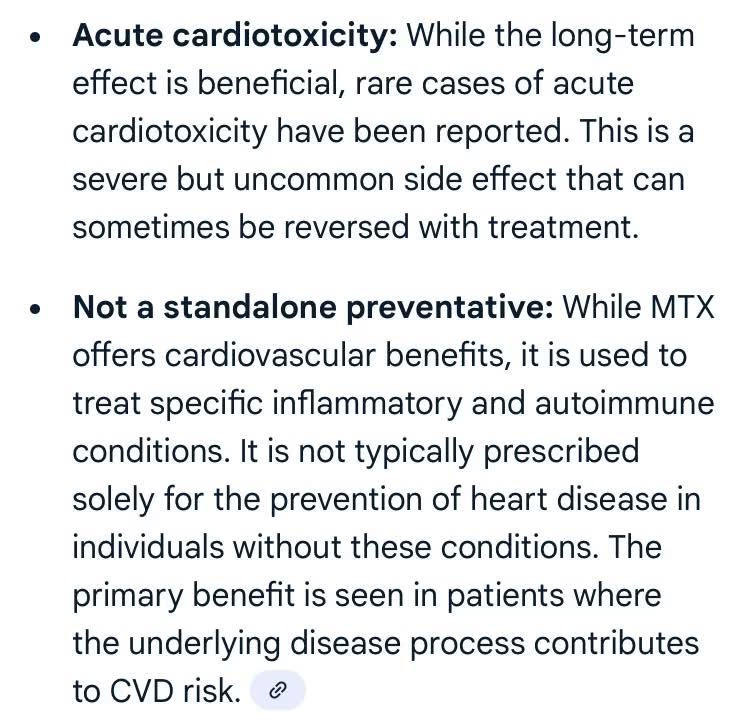 • Acute cardiotoxicity: While the long-term
effect is beneficial, rare cases of acute
cardiotoxicity have been reported. This is a
severe but uncommon side effect that can
sometimes be reversed with treatment.
• Not a standalone preventative: While MTX
offers cardiovascular benefits, it is used to
treat specific inflammatory and autoimmune
conditions. It is not typically prescribed
solely for the prevention of heart disease in
individuals without these conditions. The
primary benefit is seen in patients where
the underlying disease process contributes
to CVD risk.